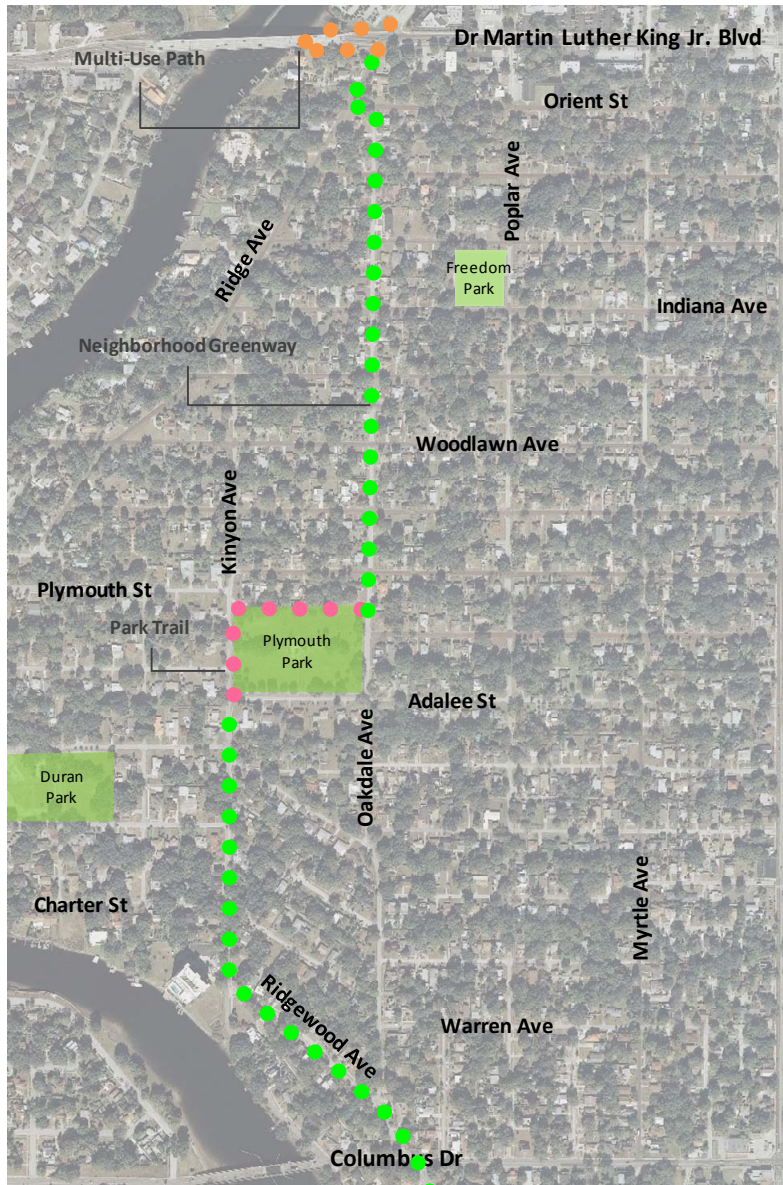 Dr Martin Luther King Jr. Blvd
Multi-Use Path
Orient St
Poplar Ave
Ridge Ave
Freedom
Park
Indiana Ave
Neighborhood Greenway
Woodlawn Ave
Kinyon Ave
Plymouth St
Park Trail
Plymouth
Park
Adalee St
Oakdale Ave
Duran
Park
Charter St
Myrtle Ave
Ridgewood Ave
Warren Ave
Columbus Dr